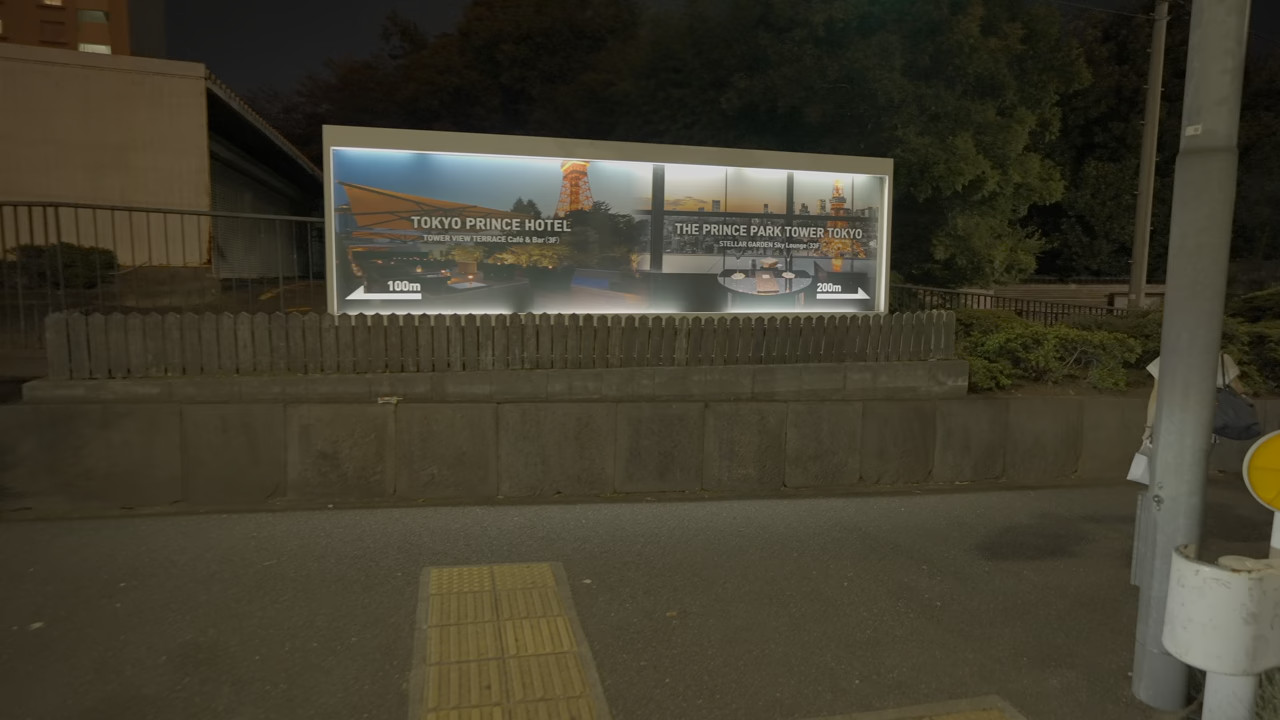 TOKYO PRINCE HOTEL
TOWER VIEW TERRACE Café & Bar (3F)
100m
THE PRINCE PARK TOWER TOKYO
STELLAR GARDEN Sky Lounge (33F)
200m